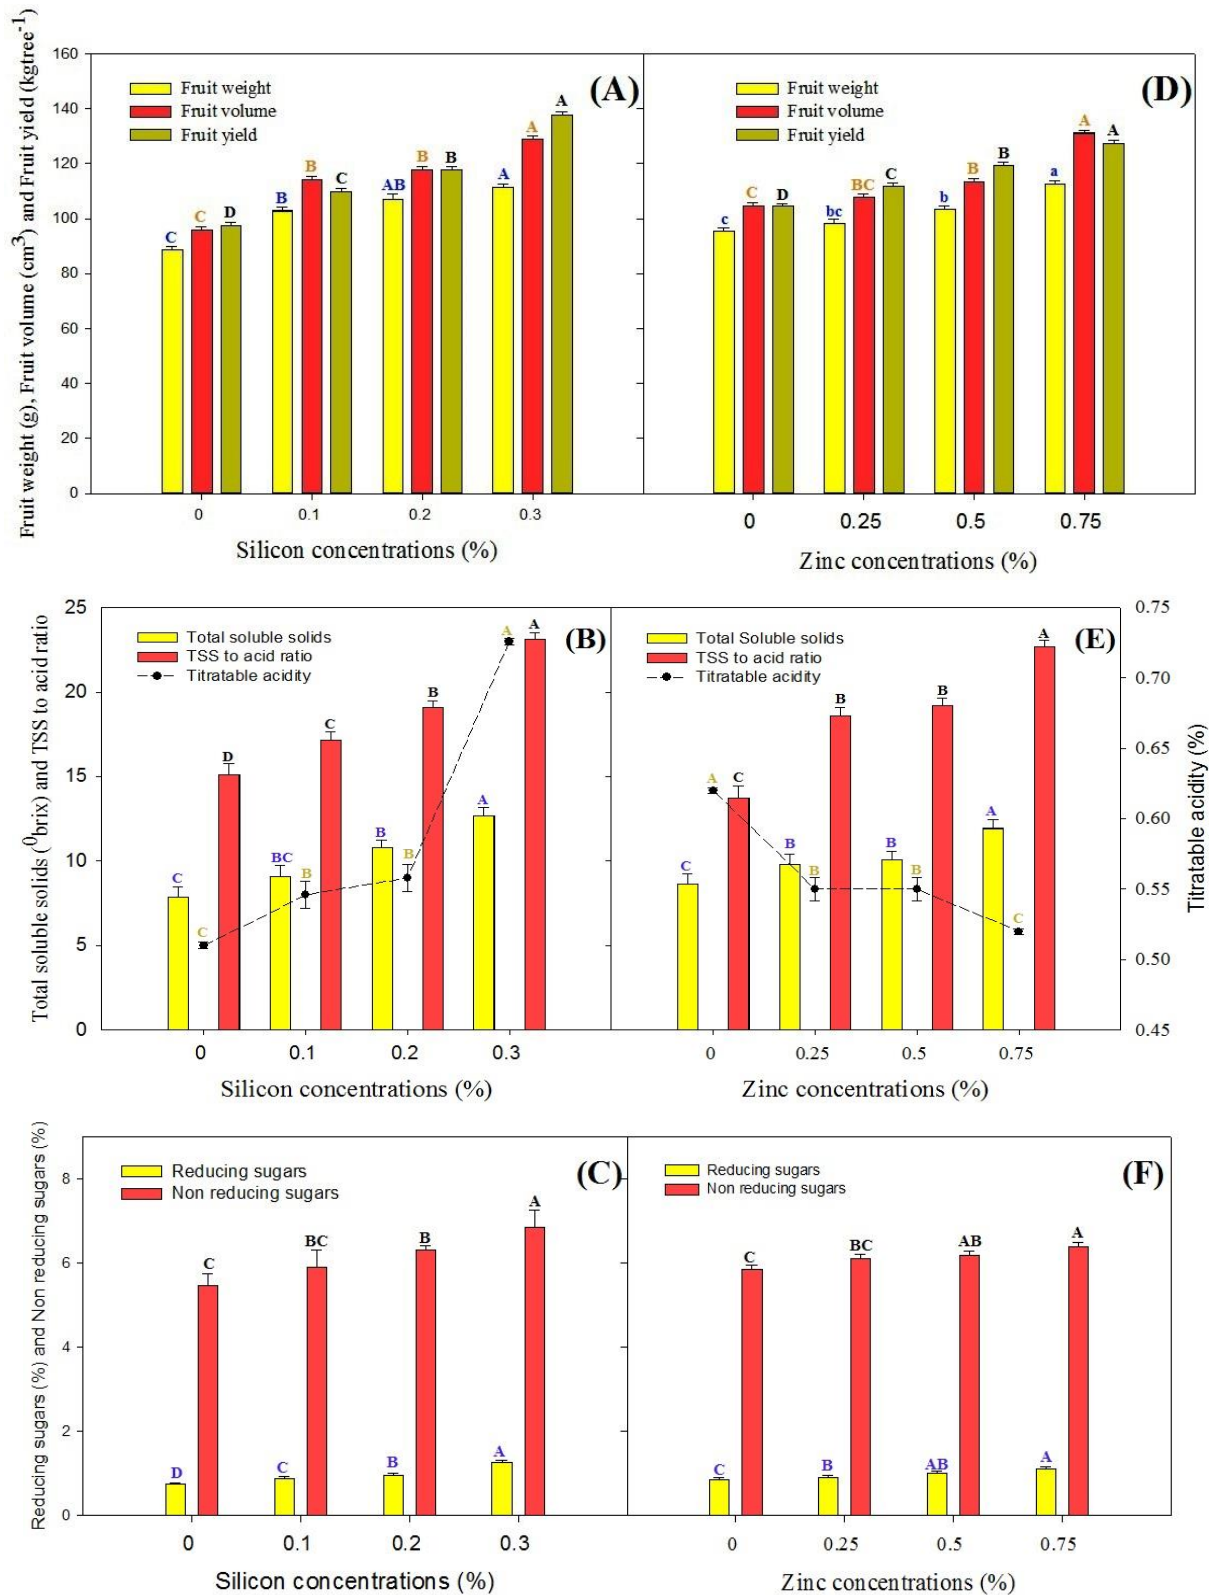 Fruit weight (g), Fruit volume (cm3) and Fruit yield (kgtree-1)
160
140
120
100
80
60
40
20
0
Fruit weight
Fruit volume
Fruit yield
(A)
C
C
D
B
B
C
AB
B
B
A
A
A
0
0.1
0.2
0.3
Silicon concentrations (%)
Fruit weight
Fruit volume
Fruit yield
(D)
c
C
D
bc
BC
C
b
B
B
a
A
A
0
0.25
0.5
0.75
Zinc concentrations (%)
Total soluble solids (0brix) and TSS to acid ratio
25
20
15
10
5
0
Total soluble solids
TSS to acid ratio
Titratable acidity
(B)
C
C
D
BC
B
C
B
B
B
A
A
A
0
0.1
0.2
0.3
Silicon concentrations (%)
Total Soluble solids
TSS to acid ratio
Titratable acidity
(E)
C
A
C
B
B
B
B
B
B
A
C
A
0
0.25
0.5
0.75
Zinc concentrations (%)
0.75
0.70
0.65
0.60
0.55
0.50
0.45
Titratable acidity (%)
Reducing sugars (%) and Non reducing sugars (%)
8
6
4
2
0
Reducing sugars
Non reducing sugars
(C)
D
C
C
BC
B
B
A
A
0
0.1
0.2
0.3
Silicon concentrations (%)
Reducing sugars
Non reducing sugars
(F)
C
C
B
BC
AB
AB
A
A
0
0.25
0.5
0.75
Zinc concentrations (%)